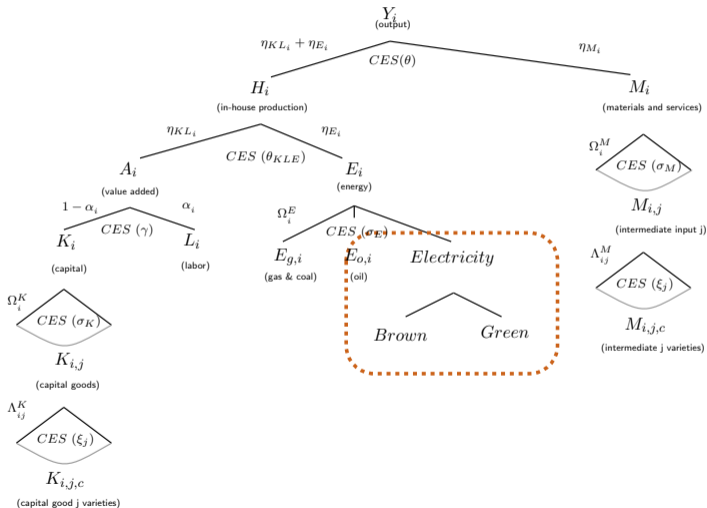 Y_i
(output)
η_{KL_i} + η_{E_i}
η_{M_i}
CES(θ)
H_i
(in-house production)
M_i
(materials and services)
η_{KL_i}
η_{E_i}
CES (θ_{KLE})
A_i
(value added)
E_i
(energy)
Ω_i^M
CES (σ_M)
M_{i,j}
(intermediate input j)
1 − α_i
α_i
CES (γ)
K_i
(capital)
L_i
(labor)
Ω_i^E
CES (σ_E)
E_{g,i}
(gas & coal)
E_{o,i}
(oil)
Electricity
Brown
Green
Λ_{ij}^M
CES (ξ_j)
M_{i,j,c}
(intermediate j varieties)
Ω_i^K
CES (σ_K)
K_{i,j}
(capital goods)
Λ_{ij}^K
CES (ξ_j)
K_{i,j,c}
(capital good j varieties)